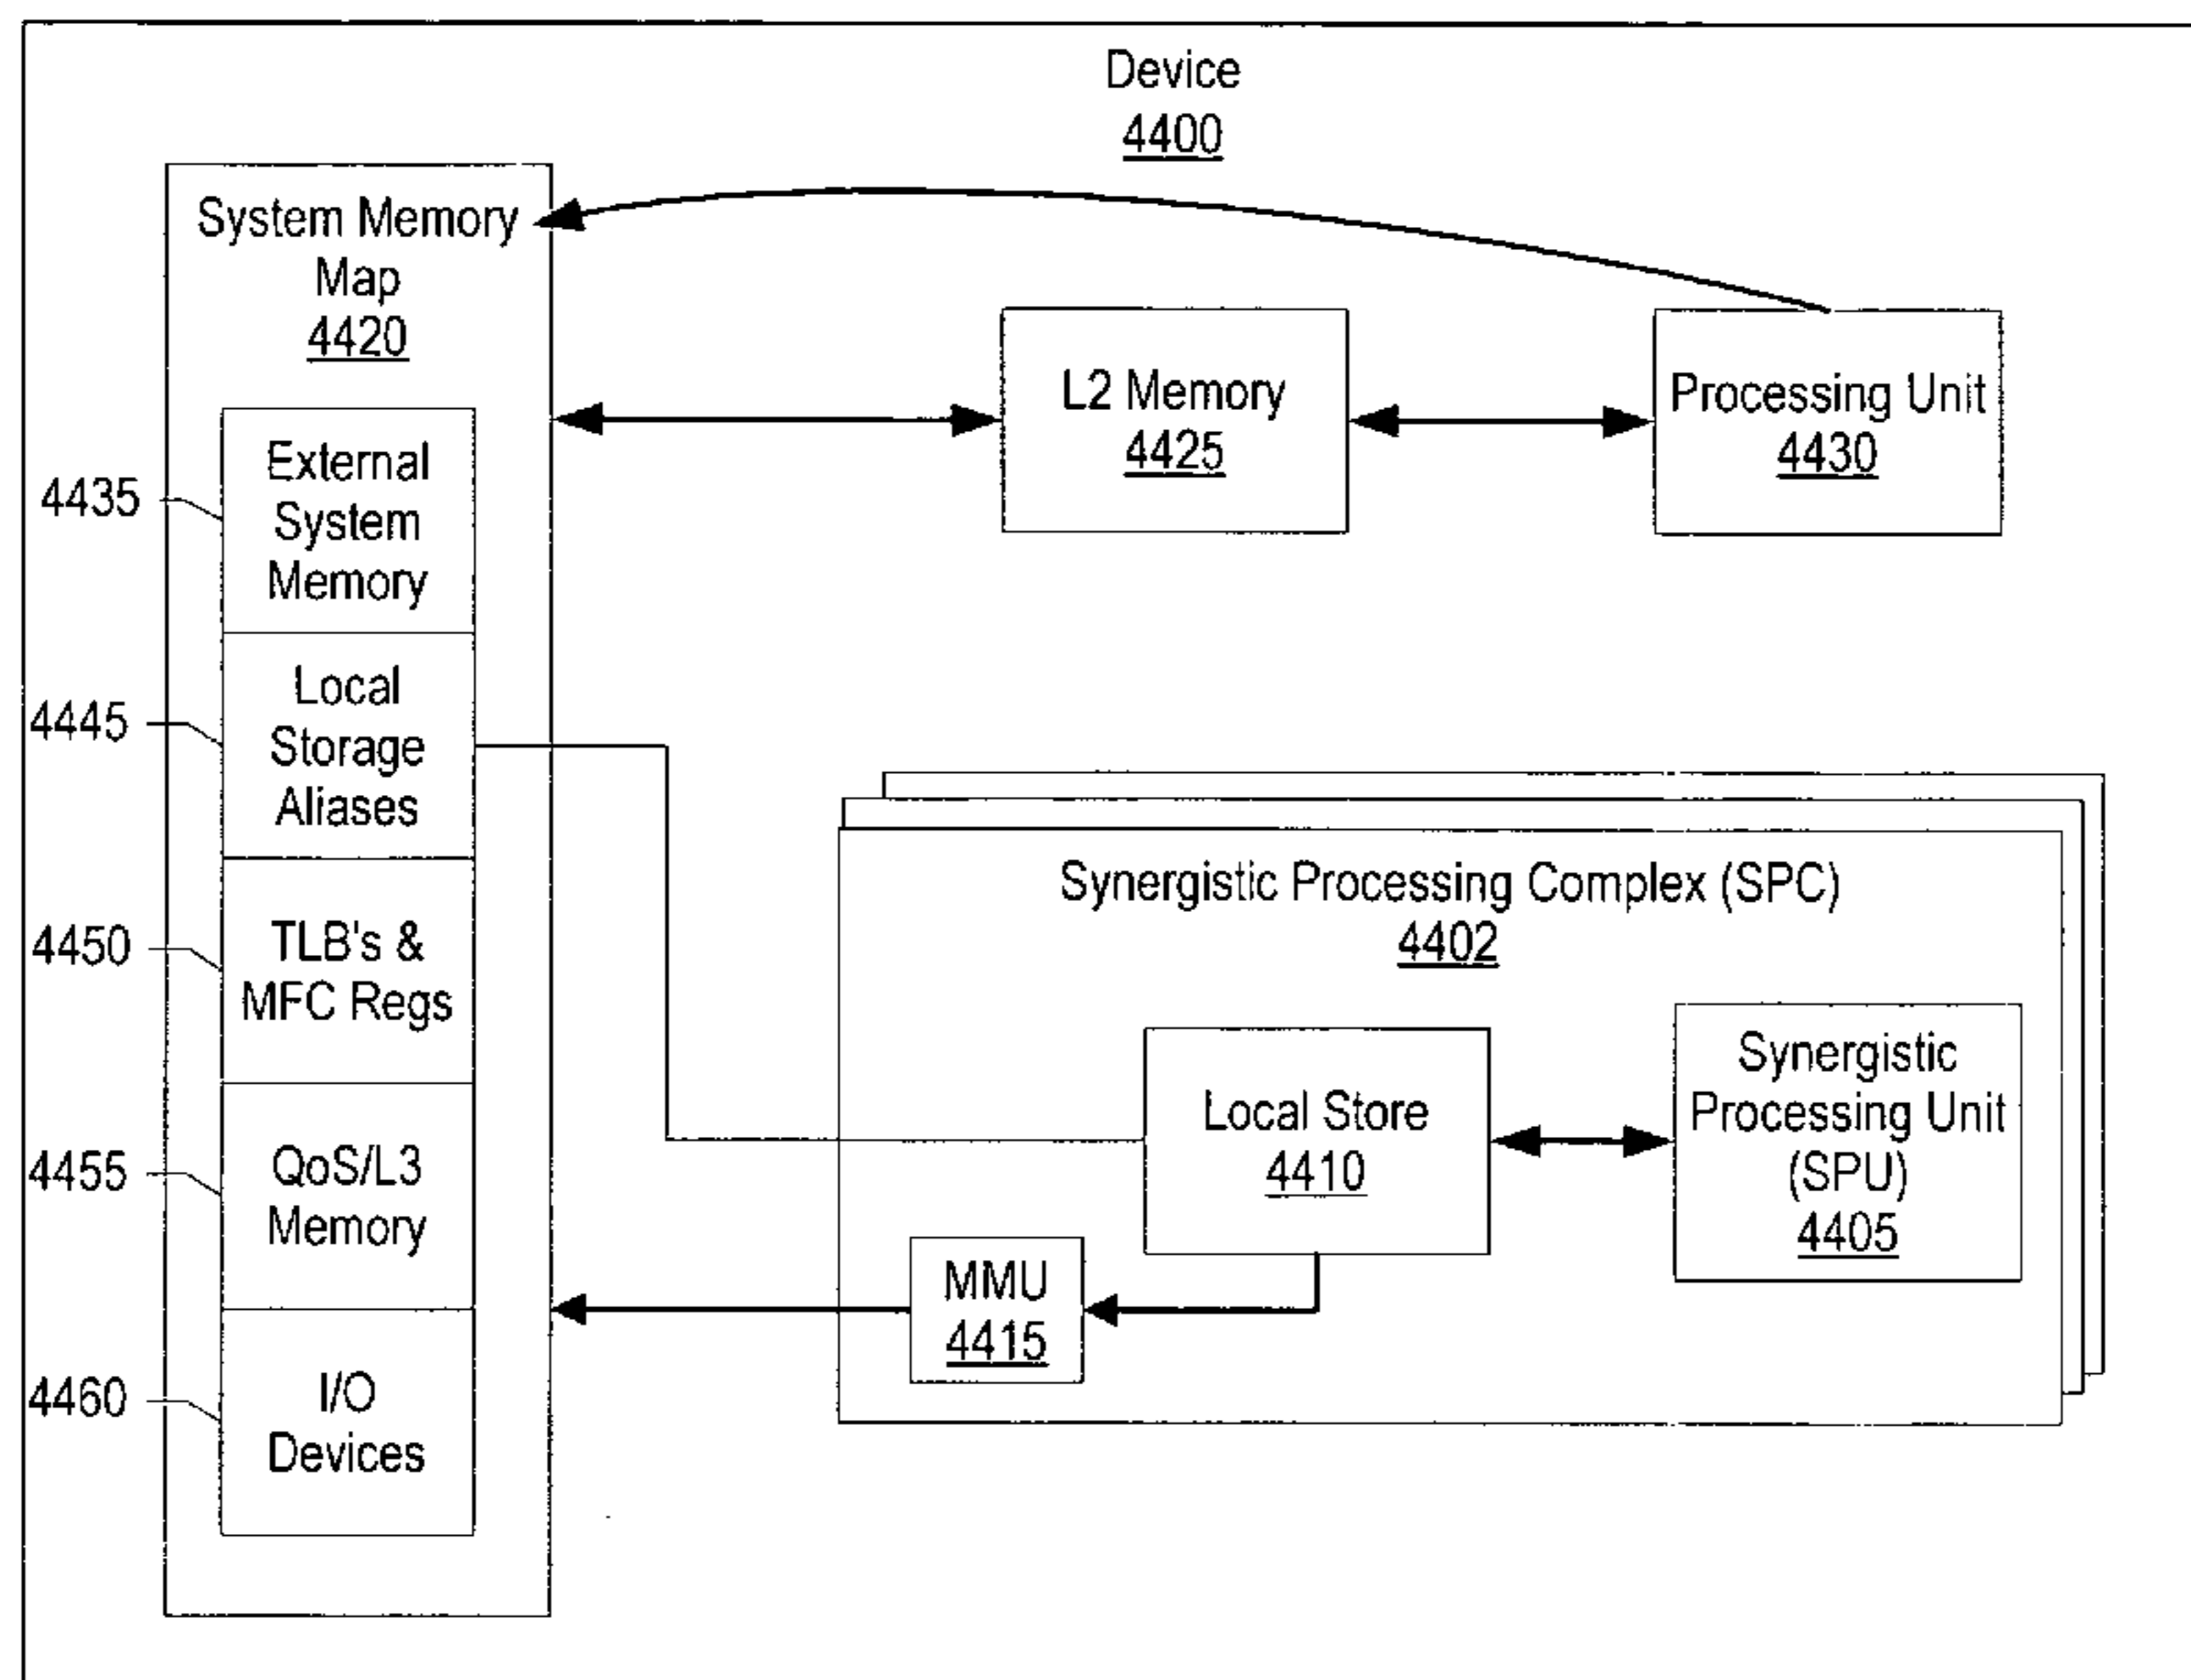 Device
4400
System Memory
Map
4420
L2 Memory
4425
Processing Unit
4430
4435
External
System
Memory
4445
Local
Storage
Aliases
4450
TLB's &
MFC Regs
4455
QoS/L3
Memory
4460
I/O
Devices
Synergistic Processing Complex (SPC)
4402
Local Store
4410
Synergistic
Processing Unit
(SPU)
4405
MMU
4415